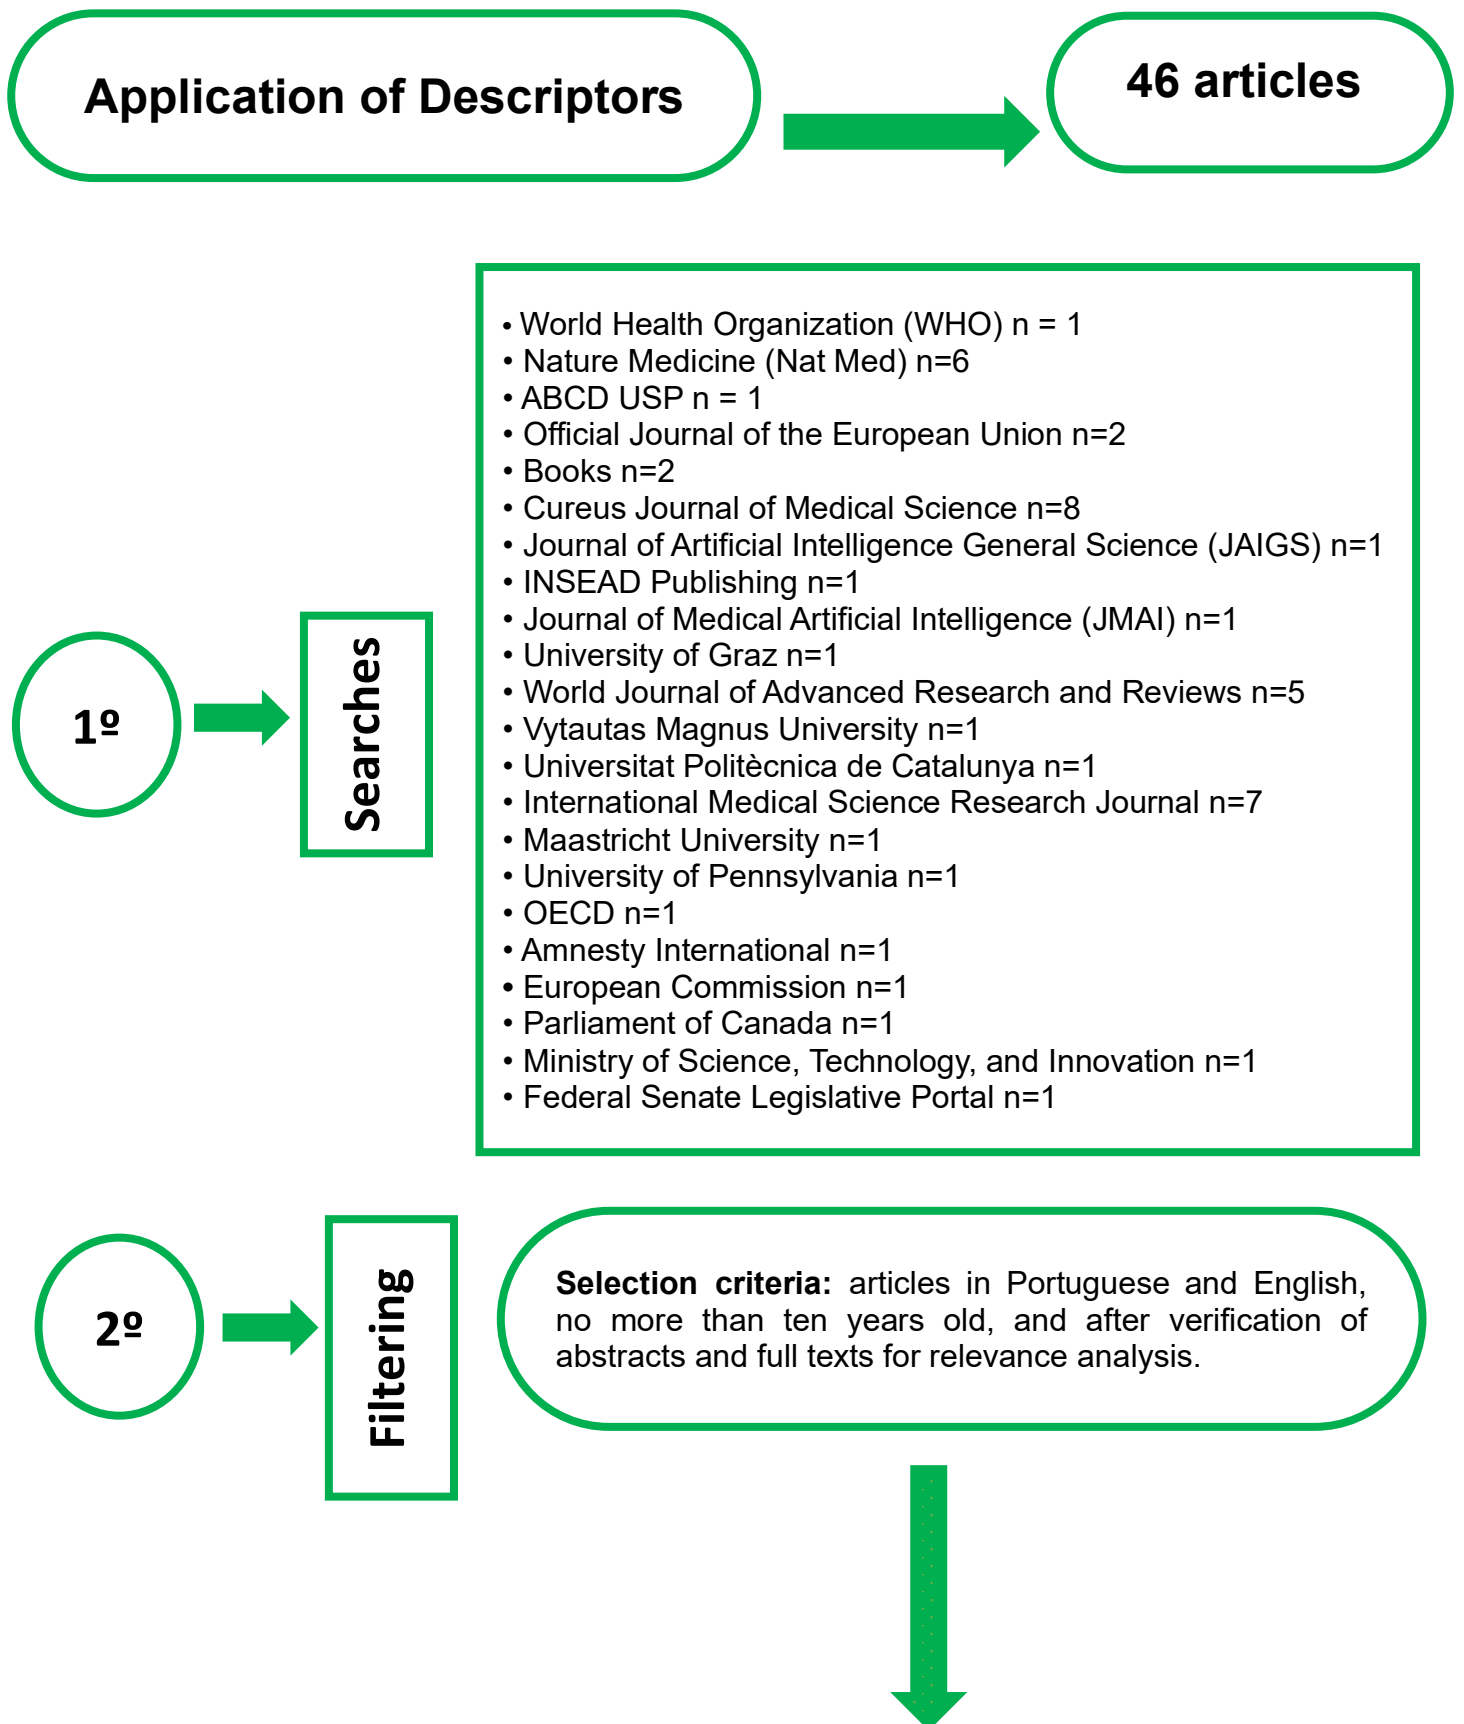 Application of Descriptors
46 articles
• World Health Organization (WHO) n = 1
• Nature Medicine (Nat Med) n=6
• ABCD USP n = 1
• Official Journal of the European Union n=2
• Books n=2
• Cureus Journal of Medical Science n=8
• Journal of Artificial Intelligence General Science (JAIGS) n=1
• INSEAD Publishing n=1
• Journal of Medical Artificial Intelligence (JMAI) n=1
• University of Graz n=1
• World Journal of Advanced Research and Reviews n=5
• Vytautas Magnus University n=1
• Universitat Politècnica de Catalunya n=1
• International Medical Science Research Journal n=7
• Maastricht University n=1
• University of Pennsylvania n=1
• OECD n=1
• Amnesty International n=1
• European Commission n=1
• Parliament of Canada n=1
• Ministry of Science, Technology, and Innovation n=1
• Federal Senate Legislative Portal n=1
1º
Searches
2º
Filtering
Selection criteria: articles in Portuguese and English,
no more than ten years old, and after verification of
abstracts and full texts for relevance analysis.